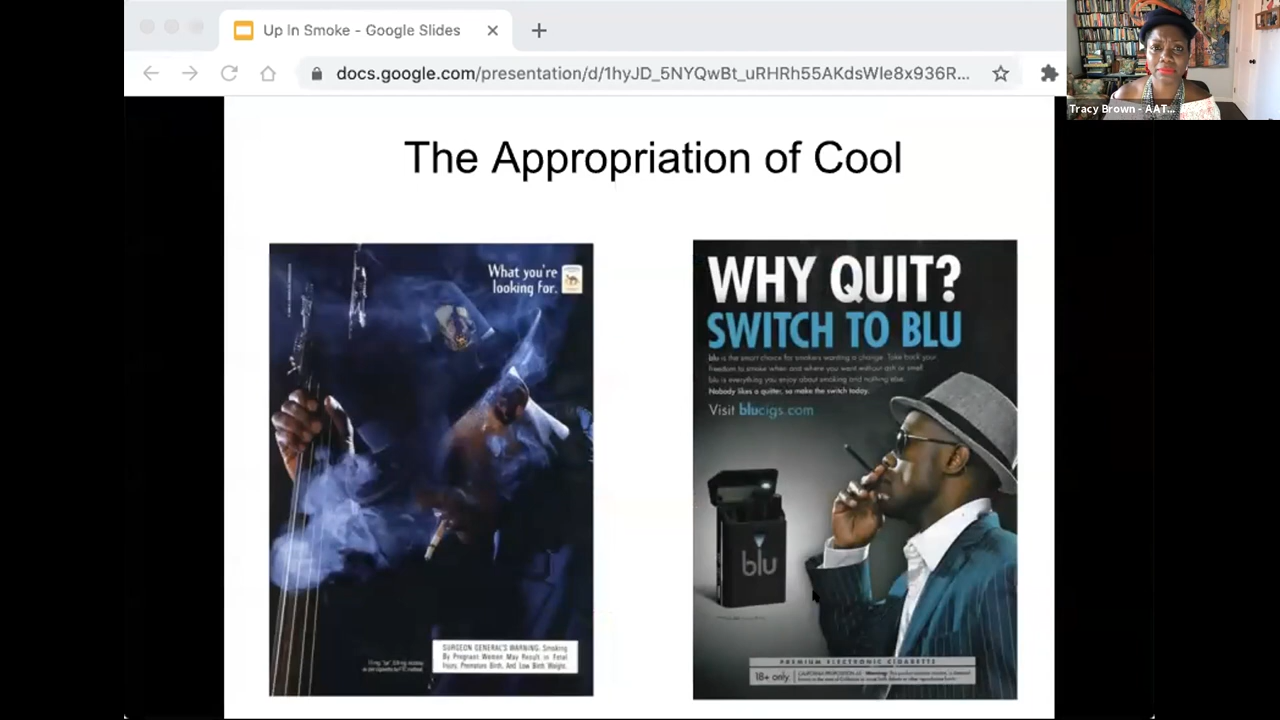 Up In Smoke - Google Slides
docs.google.com/presentation/d/1hyJD_5NYQwBt_uRHRh55AKdsWle8x936R...
Tracy Brown - AAT...
The Appropriation of Cool
What you're
looking for.
SURGEON GENERAL'S WARNING: Smoking
By Pregnant Women May Result in Fetal
Injury, Premature Birth, And Low Birth Weight.
WHY QUIT?
SWITCH TO BLU
blu is the smart choice for smokers wanting a change. Take back your
freedom to smoke when and where you want without ash or smell.
blu is everything you enjoy about smoking and nothing else.
Nobody likes a quitter, so make the switch today.
Visit blucigs.com
blu
PREMIUM ELECTRONIC CIGARETTE
18+ only.